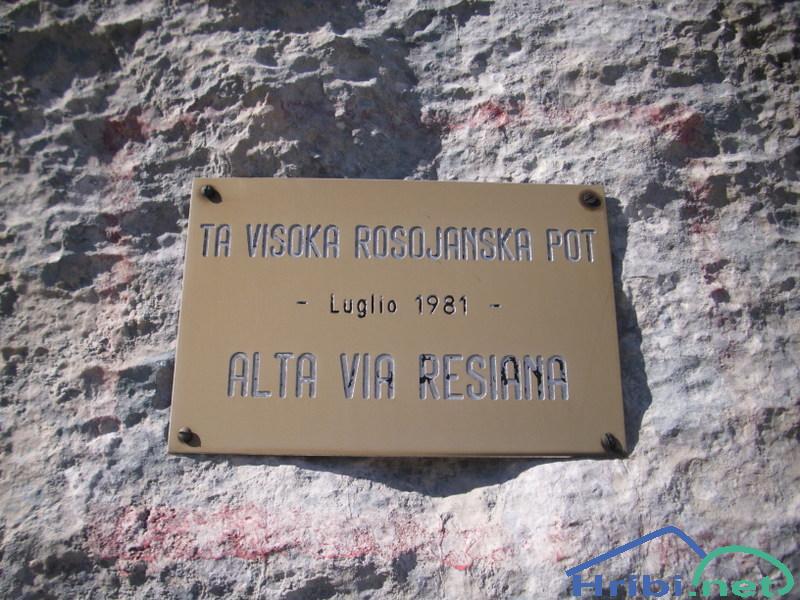 TA VISOKA ROSOJANSKA POT
- Luglio 1981 -
ALTA VIA RESIANA
Hribi.net